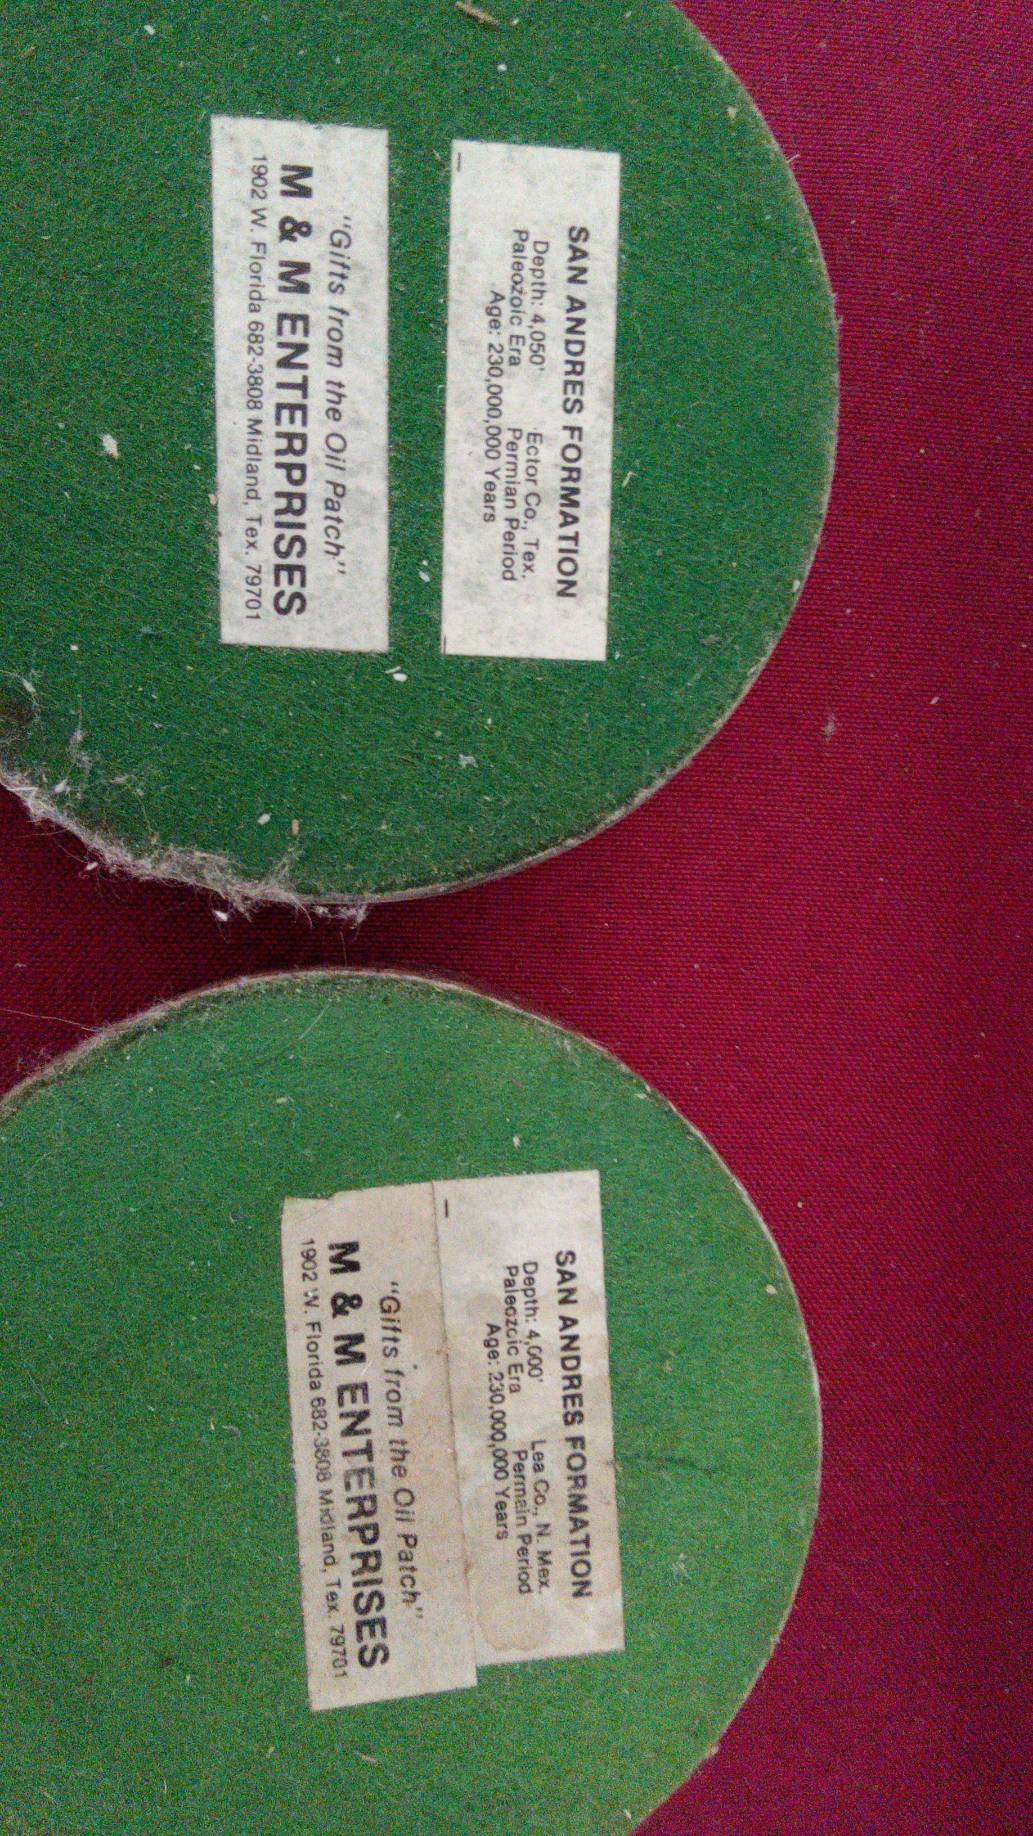 SAN ANDRES FORMATION
Depth: 4,050' Ector Co., Tex.
Paleozoic Era Permian Period
Age: 230,000,000 Years
"Gifts from the Oil Patch"
M & M ENTERPRISES
1902 W. Florida 682-3808 Midland, Tex. 79701
SAN ANDRES FORMATION
Depth: 4,000' Lea Co., N. Mex.
Paleozoic Era Permain Period
Age: 230,000,000 Years
"Gifts from the Oil Patch"
M & M ENTERPRISES
1902 W. Florida 682-3808 Midland, Tex. 79701